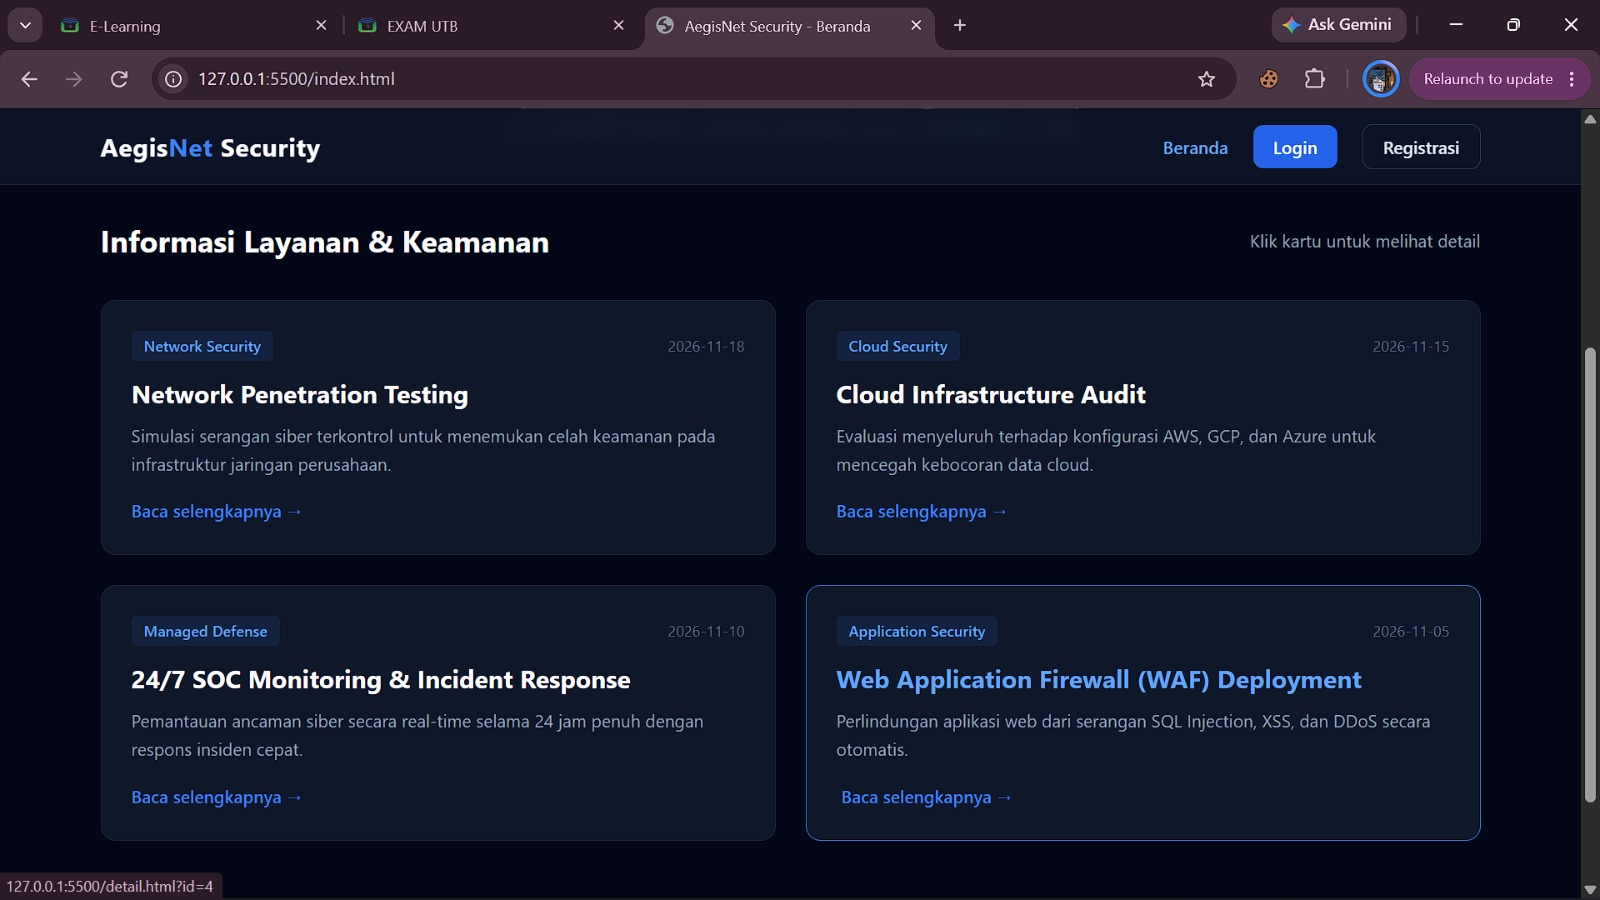 E-Learning
EXAM UTB
AegisNet Security - Beranda
Ask Gemini
127.0.0.1:5500/index.html
Relaunch to update
AegisNet Security
Beranda
Login
Registrasi
Informasi Layanan & Keamanan
Klik kartu untuk melihat detail
Network Security
2026-11-18
Network Penetration Testing
Simulasi serangan siber terkontrol untuk menemukan celah keamanan pada
infrastruktur jaringan perusahaan.
Baca selengkapnya →
Cloud Security
2026-11-15
Cloud Infrastructure Audit
Evaluasi menyeluruh terhadap konfigurasi AWS, GCP, dan Azure untuk
mencegah kebocoran data cloud.
Baca selengkapnya →
Managed Defense
2026-11-10
24/7 SOC Monitoring & Incident Response
Pemantauan ancaman siber secara real-time selama 24 jam penuh dengan
respons insiden cepat.
Baca selengkapnya →
Application Security
2026-11-05
Web Application Firewall (WAF) Deployment
Perlindungan aplikasi web dari serangan SQL Injection, XSS, dan DDoS secara
otomatis.
Baca selengkapnya →
127.0.0.1:5500/detail.html?id=4